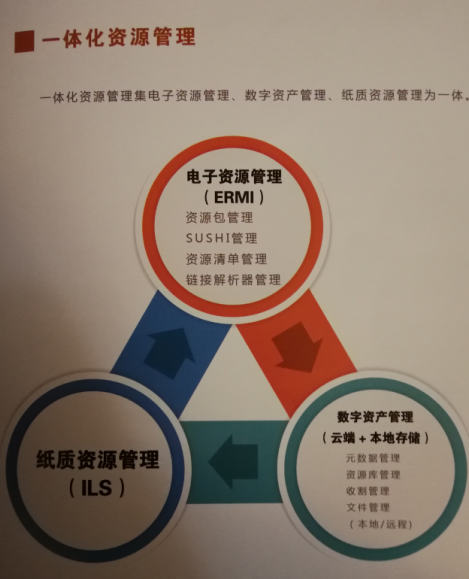 一体化资源管理
一体化资源管理集电子资源管理、数字资产管理、纸质资源管理为一体。
电子资源管理
（ERMI）
资源包管理
SUSHI管理
资源清单管理
链接解析器管理
纸质资源管理
（ILS）
数字资产管理
（云端+本地存储）
元数据管理
资源库管理
收割管理
文件管理
（本地/远程）